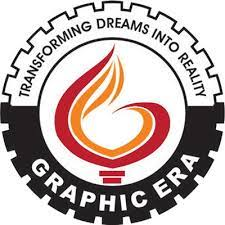 TRANSFORMING DREAMS INTO REALITY
GRAPHIC ERA